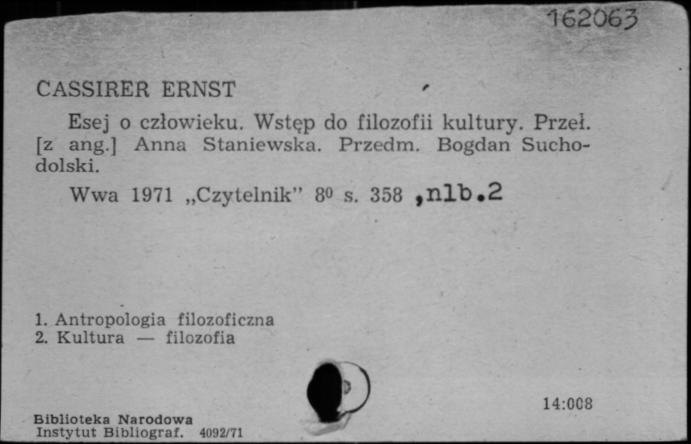 162063
CASSIRER ERNST
Esej o człowieku. Wstęp do filozofii kultury. Przeł.
[z ang.] Anna Staniewska. Przedm. Bogdan Sucho-
dolski.
Wwa 1971 „Czytelnik” 8⁰ s. 358 ,nlb.2
1. Antropologia filozoficzna
2. Kultura — filozofia
14:008
Biblioteka Narodowa
Instytut Bibliograf. 4092/71